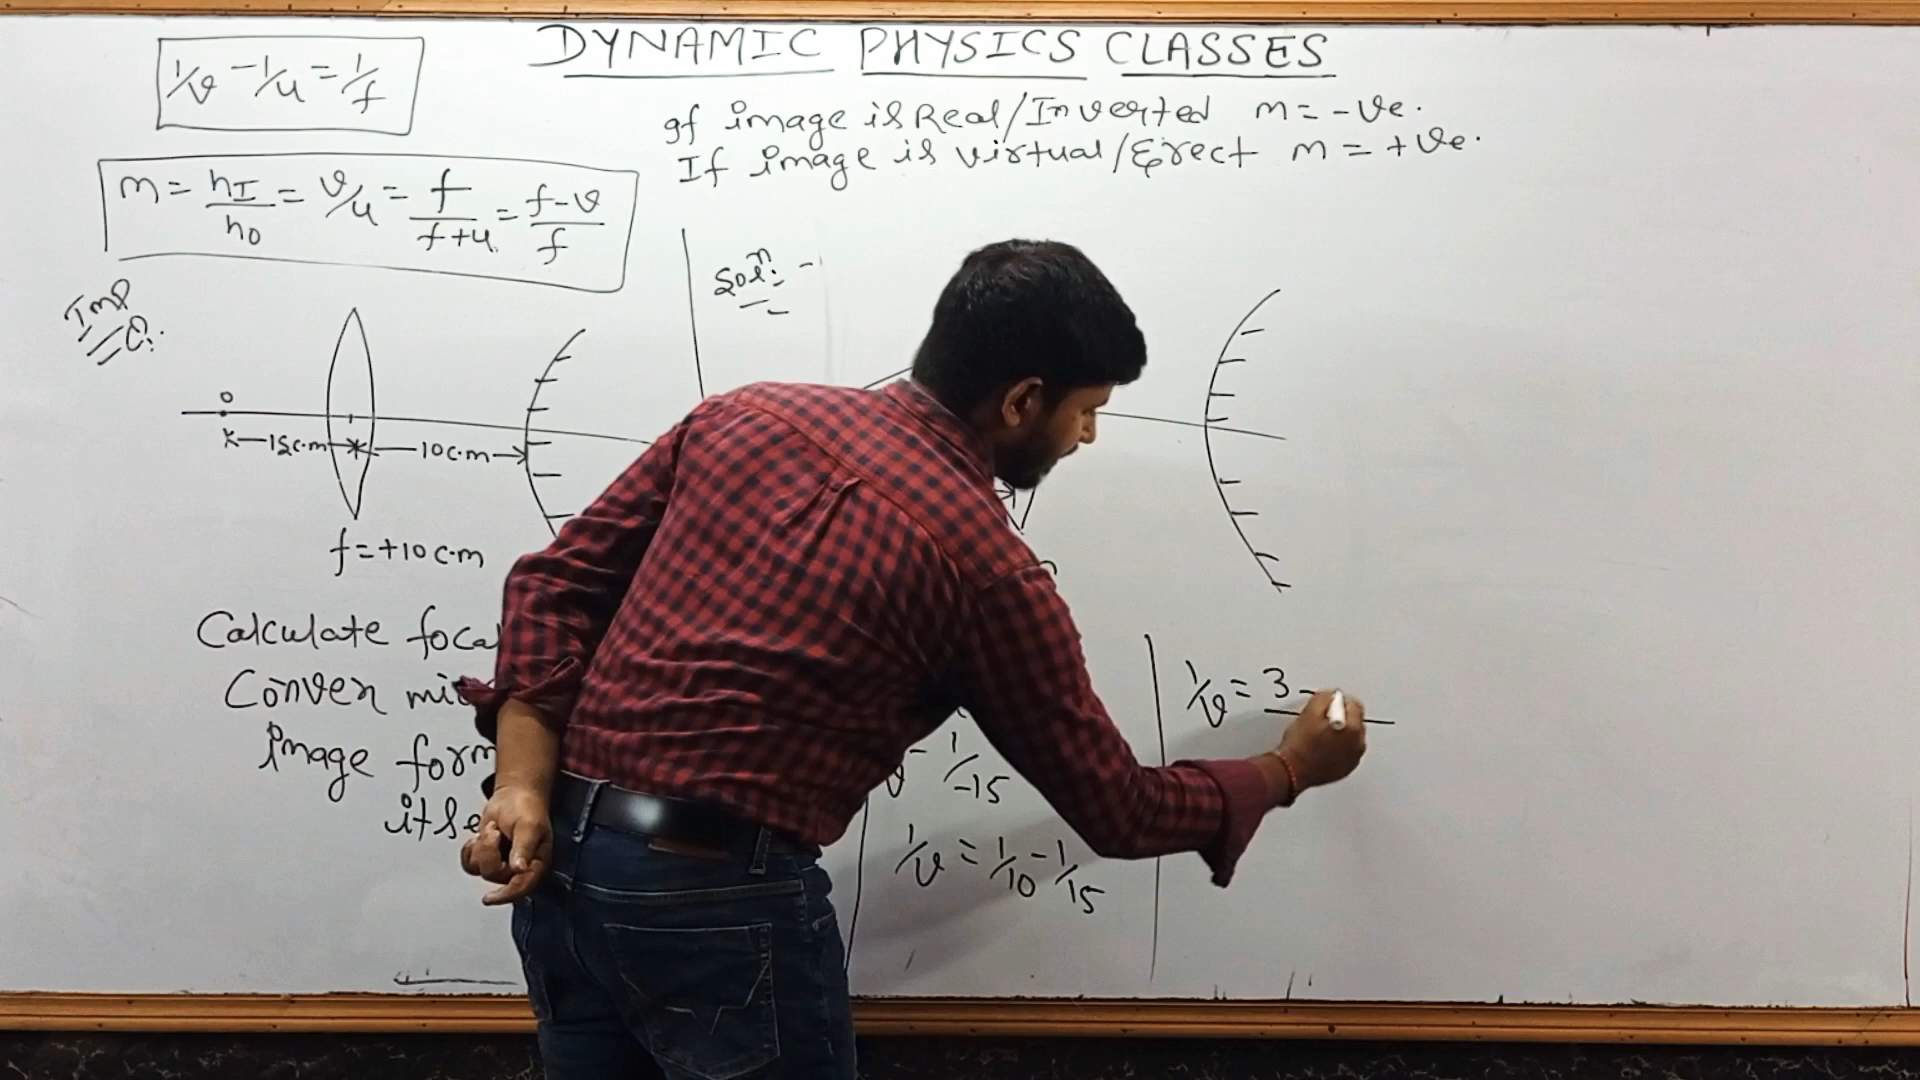 DYNAMIC PHYSICS CLASSES
1/v - 1/u = 1/f
If image is Real/Inverted m = -ve.
If image is virtual/Erect m = +ve.
m = hI/hO = v/u = f/f+u = f-v/f
Imp
Q:
Soln: -
O
15c.m
10c.m
f=+10c.m
Calculate focal
Convex mi
image form
itse
1/v = 3 -
- 1/-15
1/v = 1/10 - 1/15